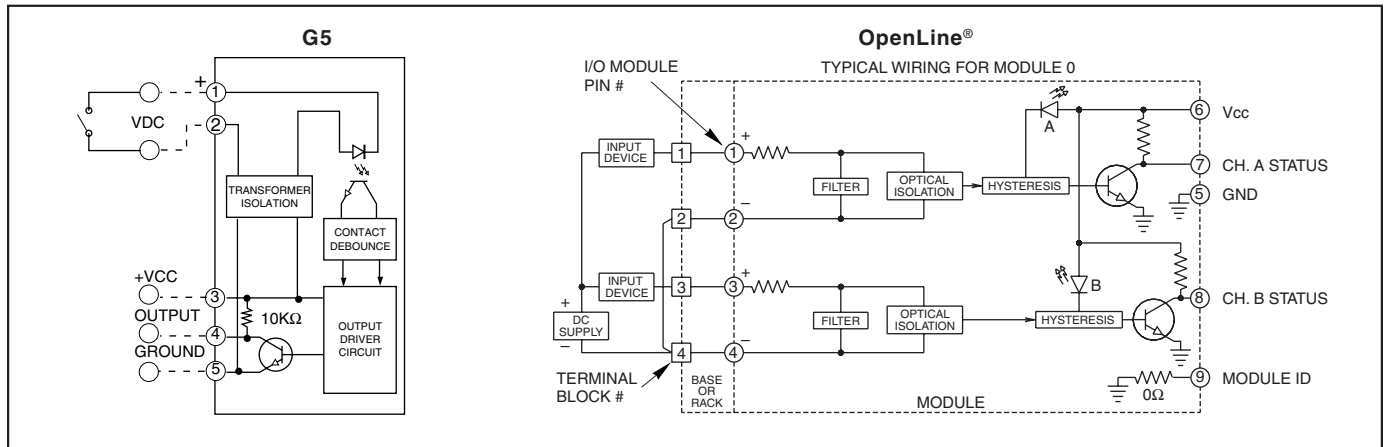 G5
+
1
2
VDC
TRANSFORMER
ISOLATION
CONTACT
DEBOUNCE
+VCC
3
OUTPUT
10KΩ
4
GROUND
5
OUTPUT
DRIVER
CIRCUIT
OpenLine®
I/O MODULE
PIN #
TYPICAL WIRING FOR MODULE 0
A
6
Vcc
INPUT
DEVICE
1
1
+
FILTER
OPTICAL
ISOLATION
HYSTERESIS
7
CH. A STATUS
5
GND
2
2
–
INPUT
DEVICE
3
3
+
B
8
CH. B STATUS
+
DC
SUPPLY
–
FILTER
OPTICAL
ISOLATION
HYSTERESIS
4
4
–
TERMINAL
BLOCK #
BASE
OR
RACK
MODULE
0Ω
9
MODULE ID